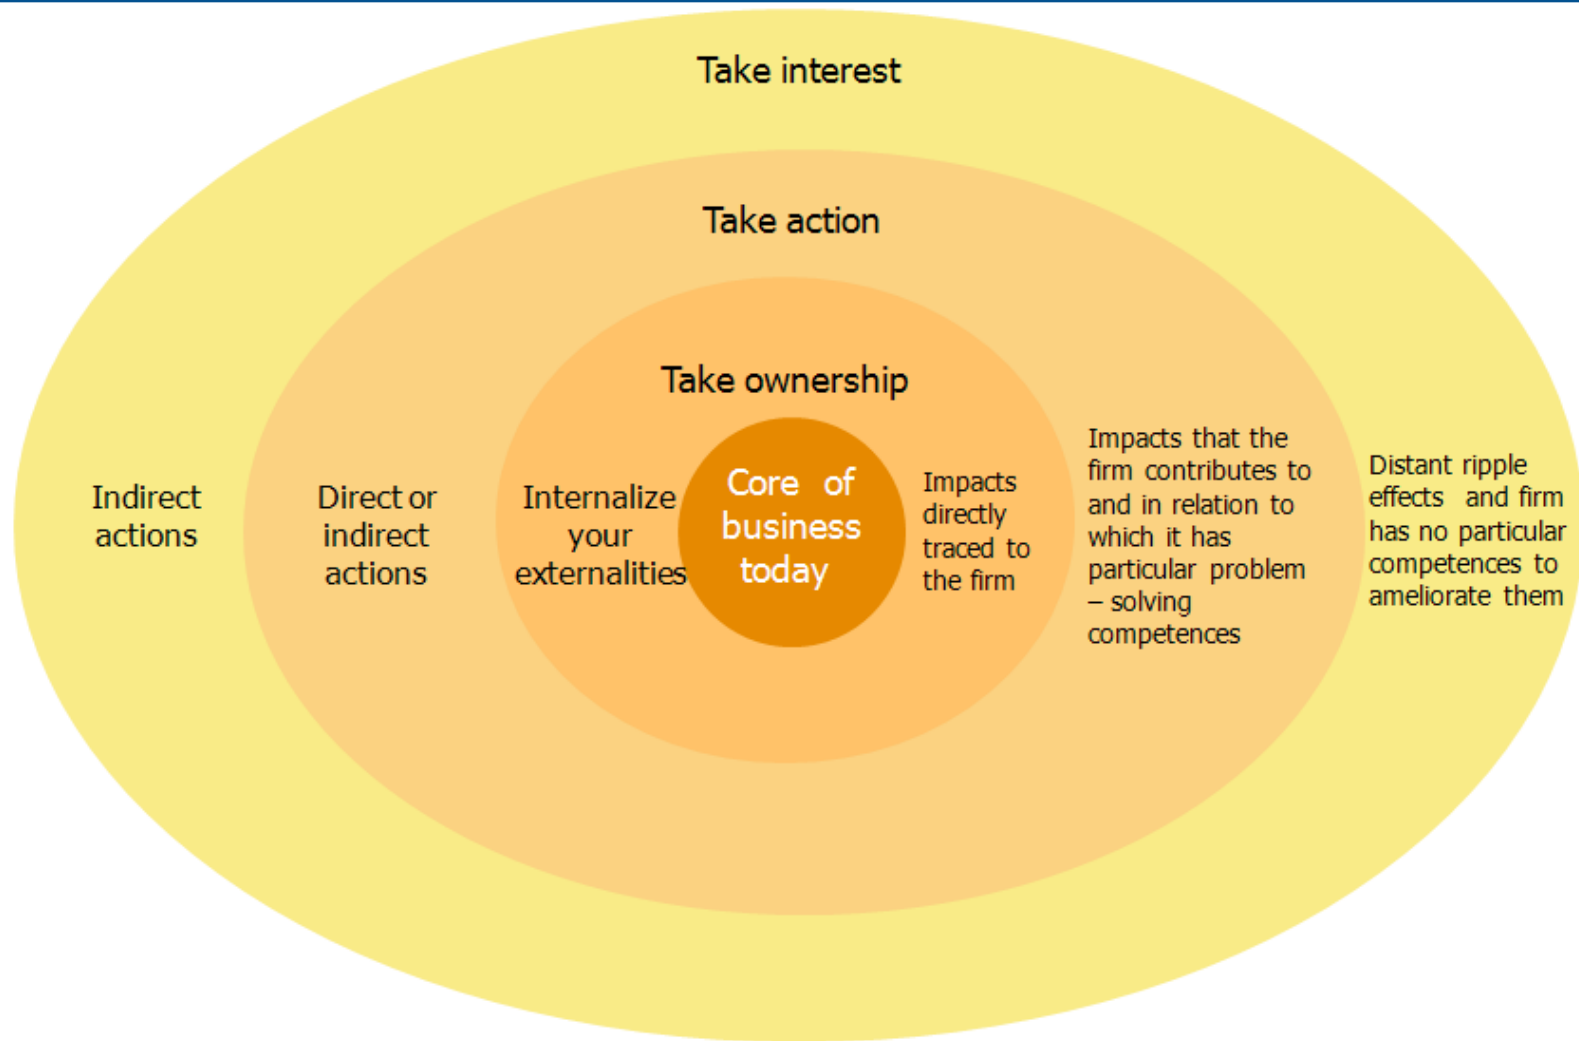 Take interest
Take action
Take ownership
Indirect
actions
Direct or
indirect
actions
Internalize
your
externalities
Core of
business
today
Impacts
directly
traced to
the firm
Impacts that the
firm contributes to
and in relation to
which it has
particular problem
– solving
competences
Distant ripple
effects and firm
has no particular
competences to
ameliorate them